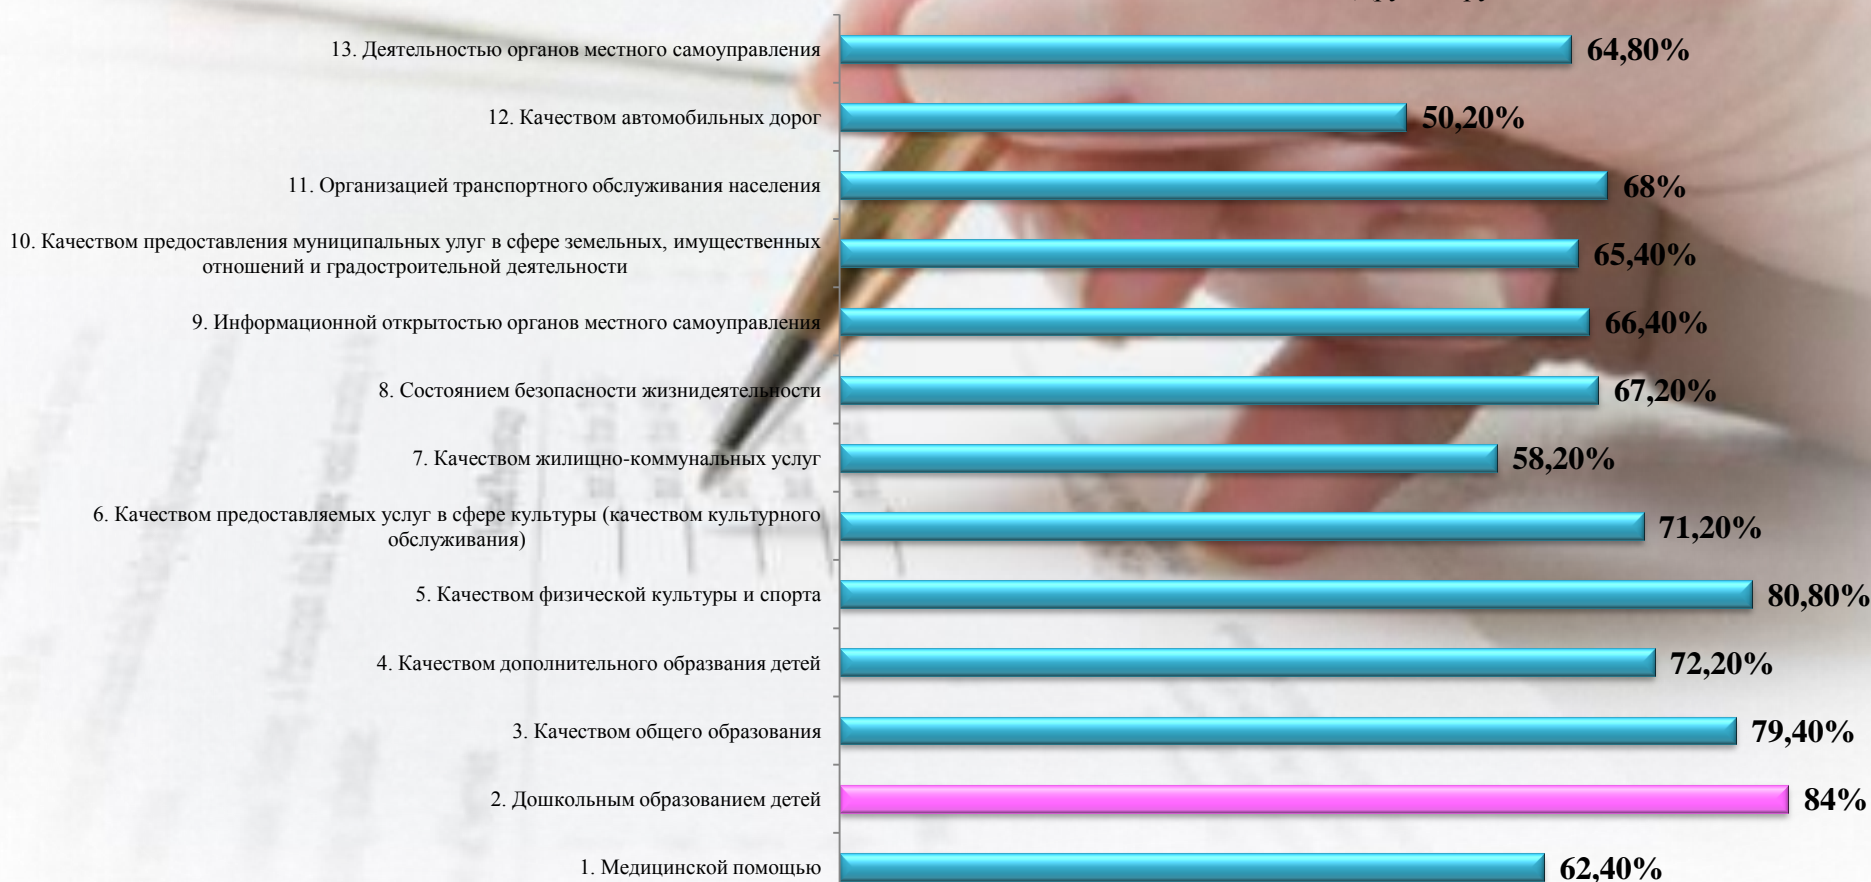 13. Деятельностью органов местного самоуправления
64,80%
12. Качеством автомобильных дорог
50,20%
11. Организацией транспортного обслуживания населения
68%
10. Качеством предоставления муниципальных улуг в сфере земельных, имущественных
отношений и градостроительной деятельности
65,40%
9. Информационной открытостью органов местного самоуправления
66,40%
8. Состоянием безопасности жизнидеятельности
67,20%
7. Качеством жилищно-коммунальных услуг
58,20%
6. Качеством предоставляемых услуг в сфере культуры (качеством культурного
обслуживания)
71,20%
5. Качеством физической культуры и спорта
80,80%
4. Качеством дополнительного образвания детей
72,20%
3. Качеством общего образования
79,40%
2. Дошкольным образованием детей
84%
1. Медицинской помощью
62,40%